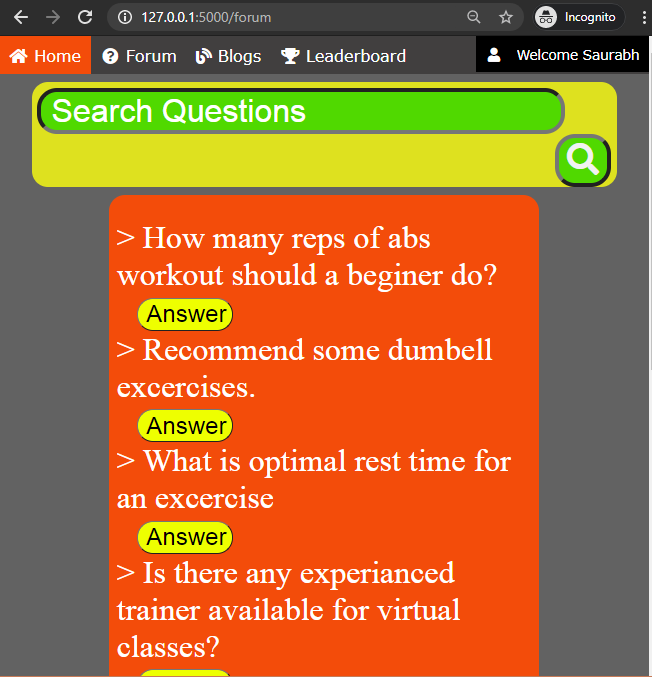 127.0.0.1:5000/forum Incognito
Home Forum Blogs Leaderboard Welcome Saurabh
Search Questions
> How many reps of abs
workout should a beginer do?
Answer
> Recommend some dumbell
excercises.
Answer
> What is optimal rest time for
an excercise
Answer
> Is there any experianced
trainer available for virtual
classes?